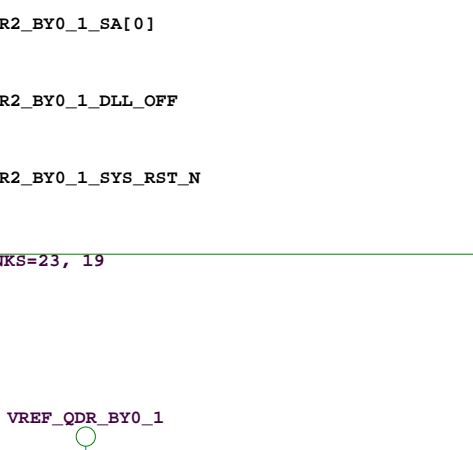 R2_BY0_1_SA[0]
R2_BY0_1_DLL_OFF
R2_BY0_1_SYS_RST_N
NKS=23, 19
VREF_QDR_BY0_1